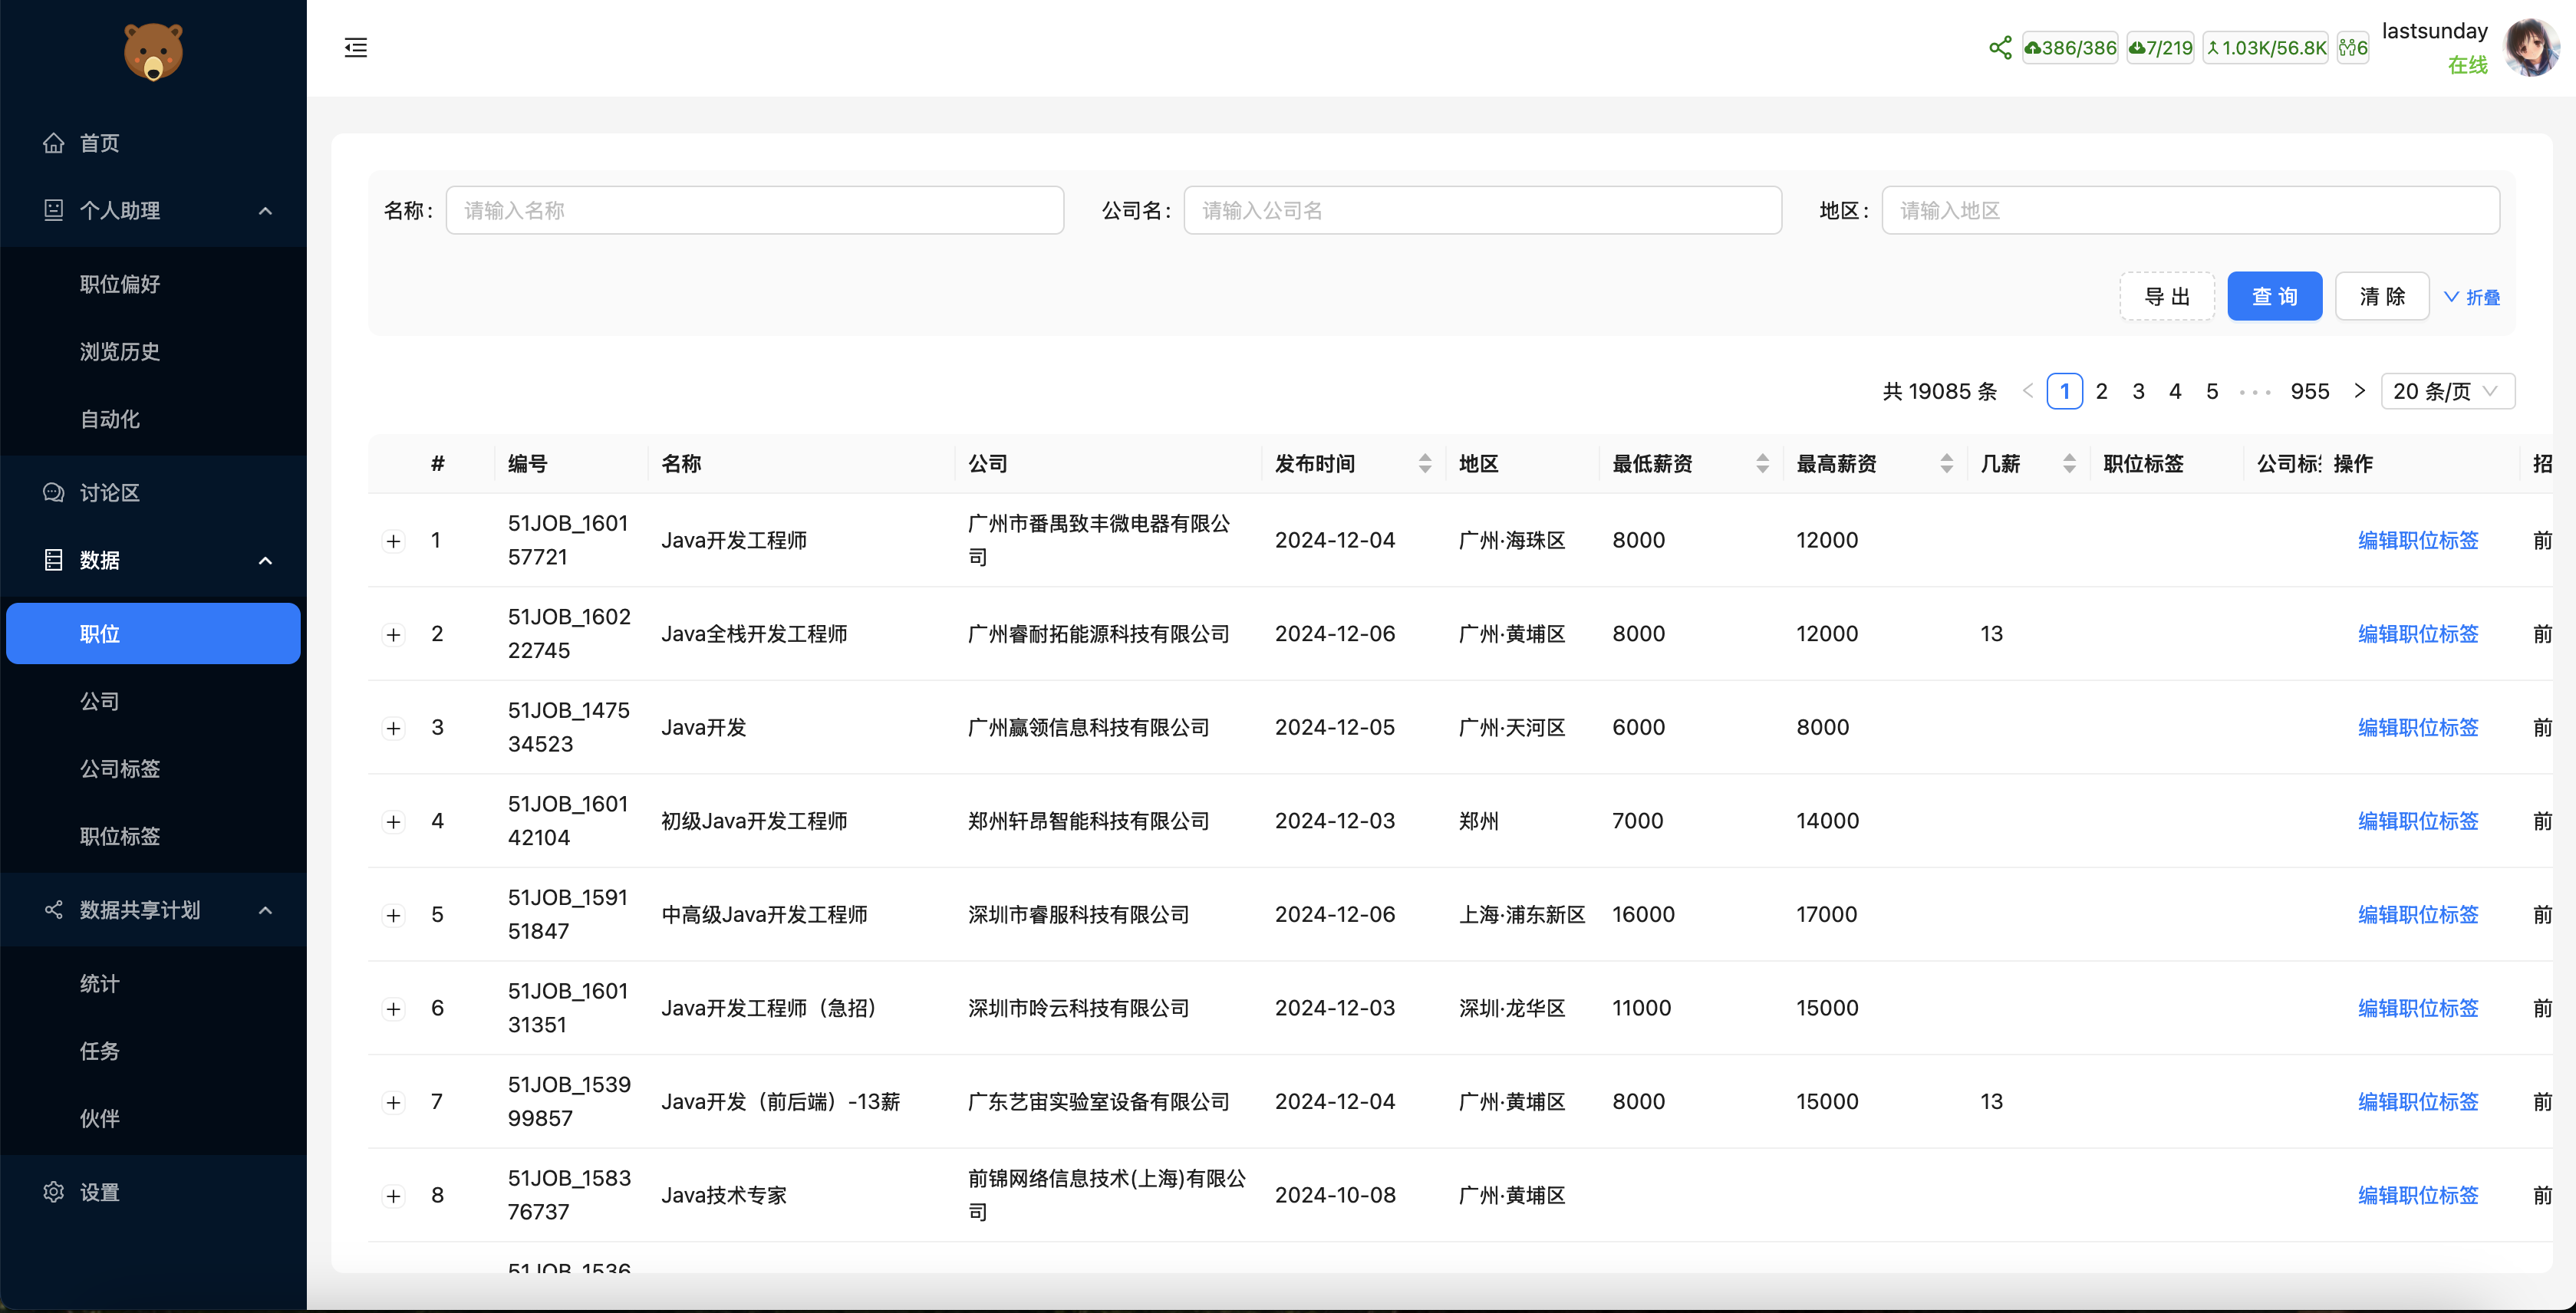 386/386
7/219
1.03K/56.8K
6
lastsunday
在线
首页
个人助理
职位偏好
浏览历史
自动化
讨论区
数据
职位
公司
公司标签
职位标签
数据共享计划
统计
任务
伙伴
设置
名称: 请输入名称 公司名: 请输入公司名 地区: 请输入地区
导 出 查 询 清 除 折叠
共 19085 条 1 2 3 4 5 ··· 955 20 条/页
# 编号 名称 公司 发布时间 地区 最低薪资 最高薪资 几薪 职位标签 公司标 操作 招
1 51JOB_1601 Java开发工程师 广州市番禺致丰微电器有限公 2024-12-04 广州·海珠区 8000 12000 编辑职位标签 前
57721 司
2 51JOB_1602 Java全栈开发工程师 广州睿耐拓能源科技有限公司 2024-12-06 广州·黄埔区 8000 12000 13 编辑职位标签 前
22745
3 51JOB_1475 Java开发 广州赢领信息科技有限公司 2024-12-05 广州·天河区 6000 8000 编辑职位标签 前
34523
4 51JOB_1601 初级Java开发工程师 郑州轩昂智能科技有限公司 2024-12-03 郑州 7000 14000 编辑职位标签 前
42104
5 51JOB_1591 中高级Java开发工程师 深圳市睿服科技有限公司 2024-12-06 上海·浦东新区 16000 17000 编辑职位标签 前
51847
6 51JOB_1601 Java开发工程师（急招） 深圳市呤云科技有限公司 2024-12-03 深圳·龙华区 11000 15000 编辑职位标签 前
31351
7 51JOB_1539 Java开发（前后端）-13薪 广东艺宙实验室设备有限公司 2024-12-04 广州·黄埔区 8000 15000 13 编辑职位标签 前
99857
8 51JOB_1583 Java技术专家 前锦网络信息技术(上海)有限公 2024-10-08 广州·黄埔区 编辑职位标签 前
76737 司
51JOB_1536